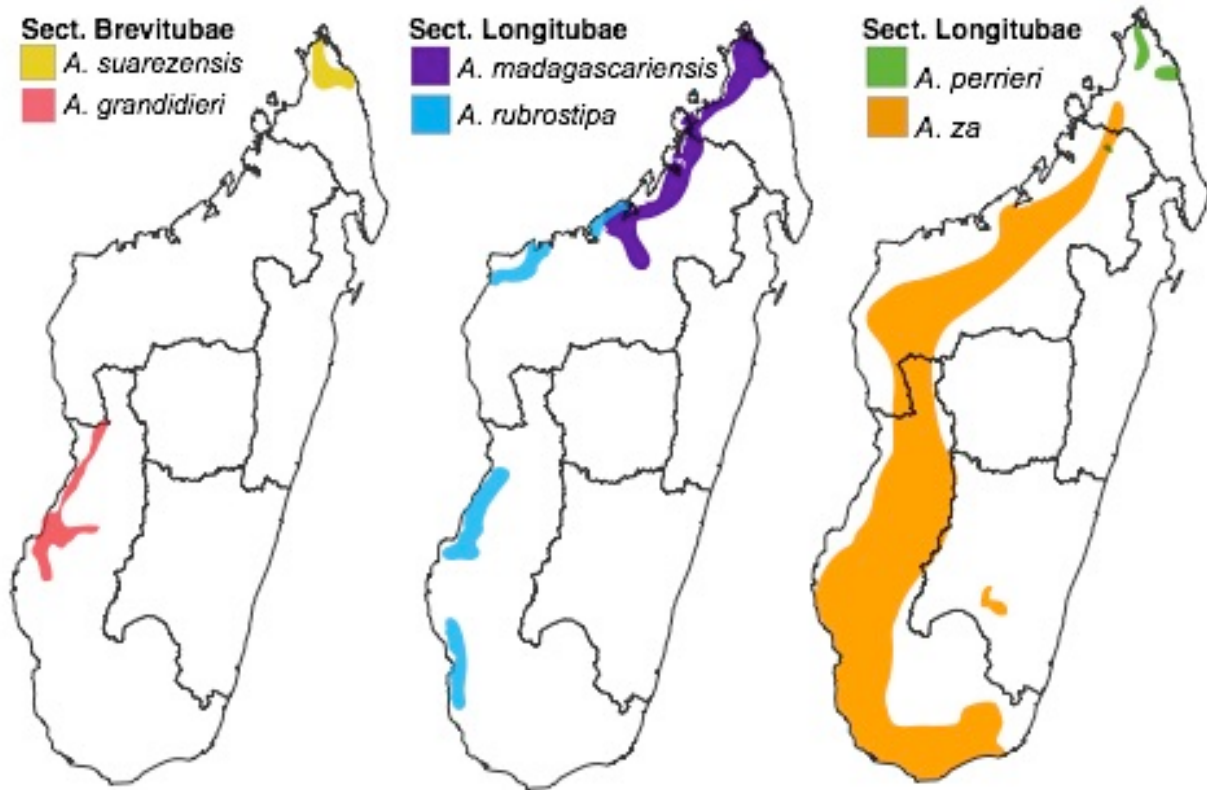 Sect. Brevitubae
A. suarezensis
A. grandidieri
Sect. Longitubae
A. madagascariensis
A. rubrostipa
Sect. Longitubae
A. perrieri
A. za